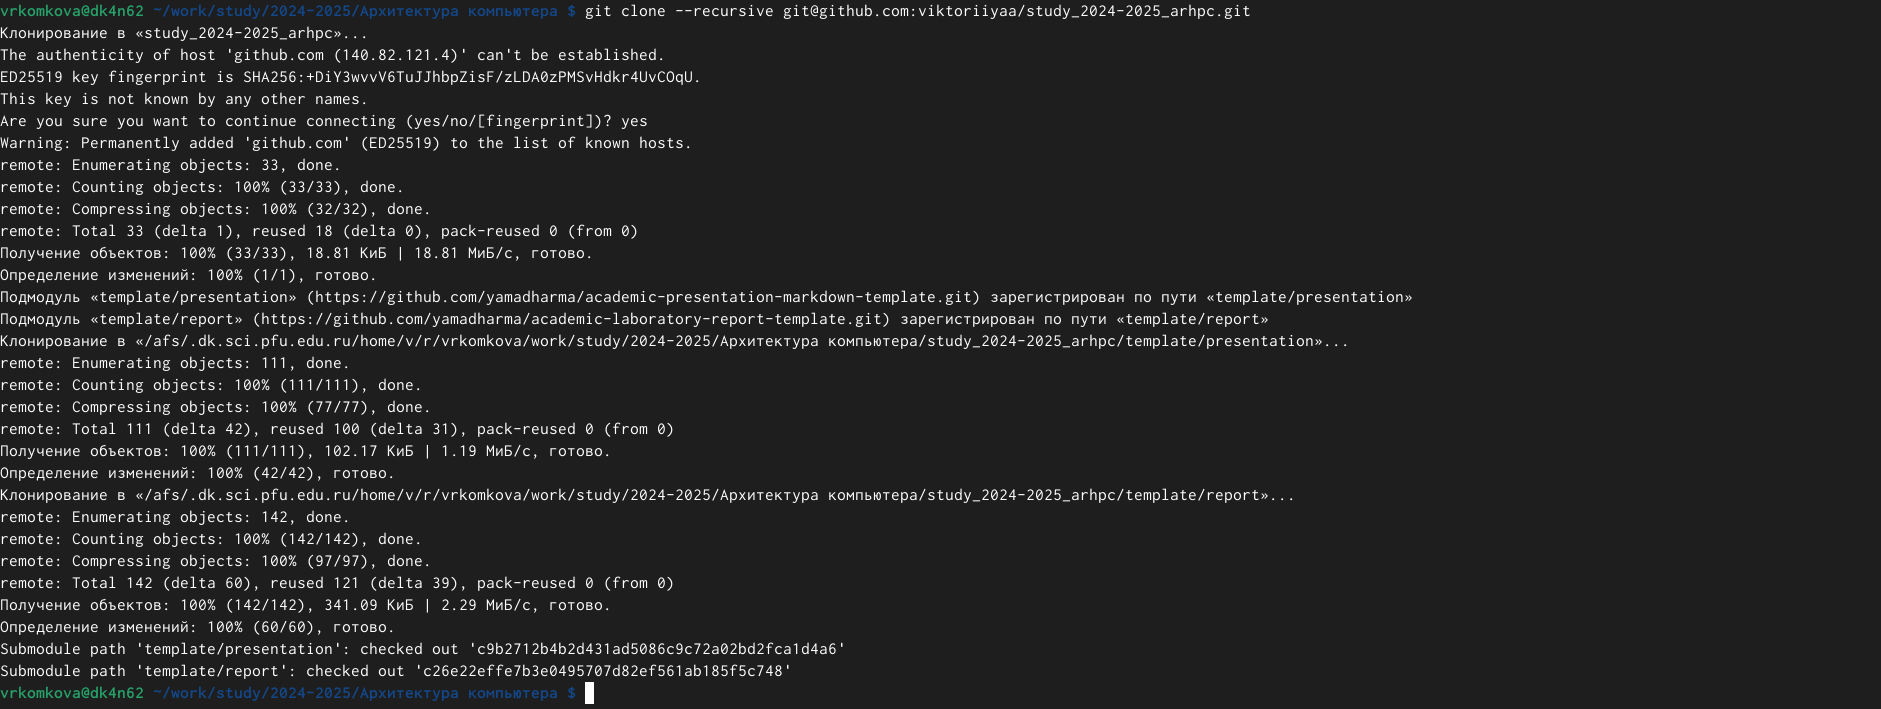 vrkomkova@dk4n62 ~/work/study/2024-2025/Архитектура компьютера $ git clone --recursive git@github.com:viktoriiyaa/study_2024-2025_arhpc.git
Клонирование в «study_2024-2025_arhpc»...
The authenticity of host 'github.com (140.82.121.4)' can't be established.
ED25519 key fingerprint is SHA256:+DiY3wvvV6TuJJhbpZisF/zLDA0zPMSvHdkr4UvCOqU.
This key is not known by any other names.
Are you sure you want to continue connecting (yes/no/[fingerprint])? yes
Warning: Permanently added 'github.com' (ED25519) to the list of known hosts.
remote: Enumerating objects: 33, done.
remote: Counting objects: 100% (33/33), done.
remote: Compressing objects: 100% (32/32), done.
remote: Total 33 (delta 1), reused 18 (delta 0), pack-reused 0 (from 0)
Получение объектов: 100% (33/33), 18.81 КиБ | 18.81 МиБ/с, готово.
Определение изменений: 100% (1/1), готово.
Подмодуль «template/presentation» (https://github.com/yamadharma/academic-presentation-markdown-template.git) зарегистрирован по пути «template/presentation»
Подмодуль «template/report» (https://github.com/yamadharma/academic-laboratory-report-template.git) зарегистрирован по пути «template/report»
Клонирование в «/afs/.dk.sci.pfu.edu.ru/home/v/r/vrkomkova/work/study/2024-2025/Архитектура компьютера/study_2024-2025_arhpc/template/presentation»...
remote: Enumerating objects: 111, done.
remote: Counting objects: 100% (111/111), done.
remote: Compressing objects: 100% (77/77), done.
remote: Total 111 (delta 42), reused 100 (delta 31), pack-reused 0 (from 0)
Получение объектов: 100% (111/111), 102.17 КиБ | 1.19 МиБ/с, готово.
Определение изменений: 100% (42/42), готово.
Клонирование в «/afs/.dk.sci.pfu.edu.ru/home/v/r/vrkomkova/work/study/2024-2025/Архитектура компьютера/study_2024-2025_arhpc/template/report»...
remote: Enumerating objects: 142, done.
remote: Counting objects: 100% (142/142), done.
remote: Compressing objects: 100% (97/97), done.
remote: Total 142 (delta 60), reused 121 (delta 39), pack-reused 0 (from 0)
Получение объектов: 100% (142/142), 341.09 КиБ | 2.29 МиБ/с, готово.
Определение изменений: 100% (60/60), готово.
Submodule path 'template/presentation': checked out 'c9b2712b4b2d431ad5086c9c72a02bd2fca1d4a6'
Submodule path 'template/report': checked out 'c26e22effe7b3e0495707d82ef561ab185f5c748'
vrkomkova@dk4n62 ~/work/study/2024-2025/Архитектура компьютера $